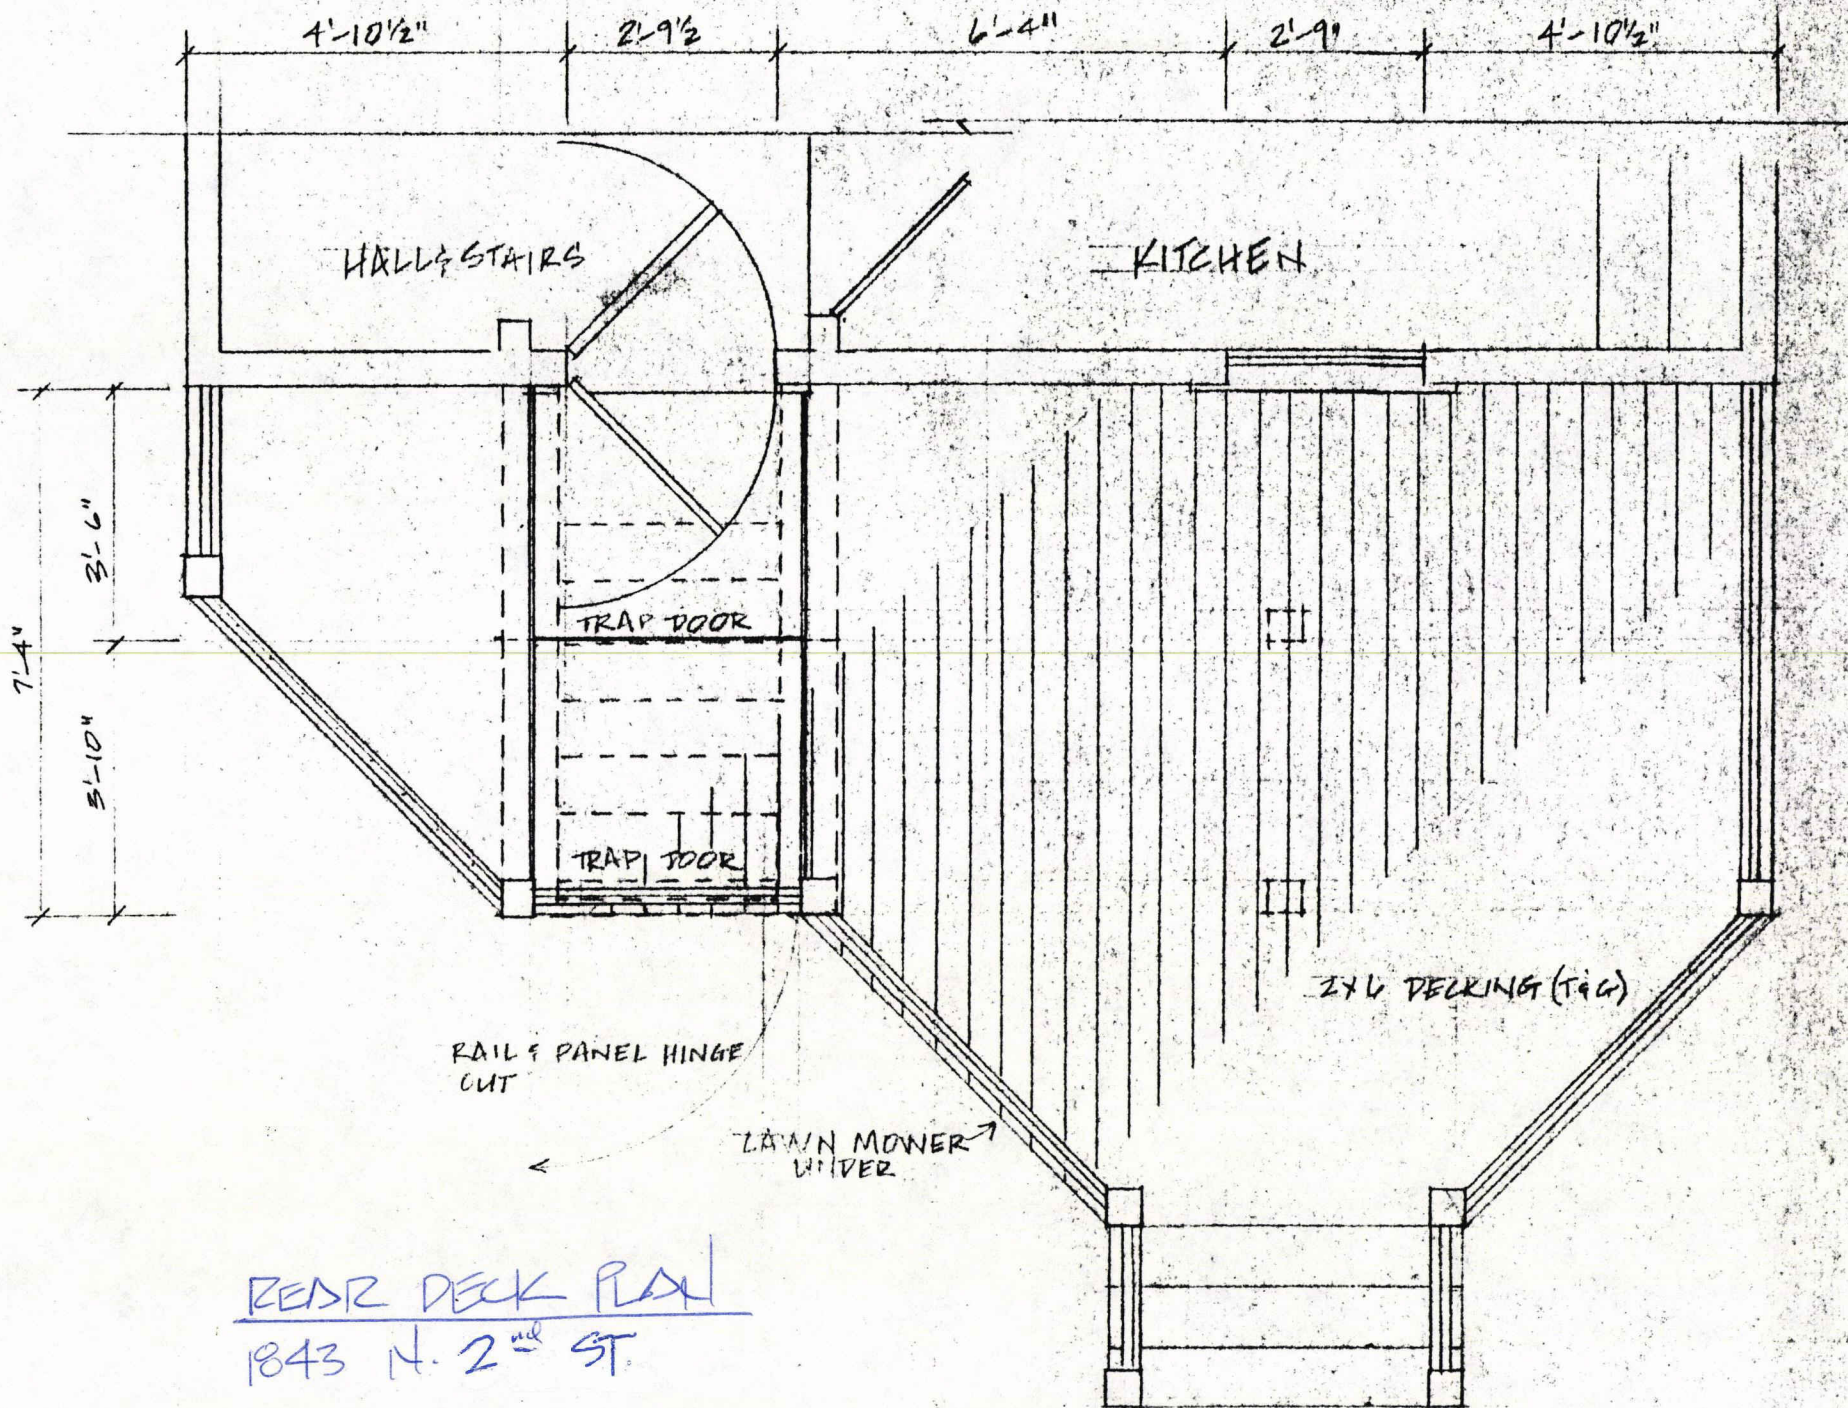 4'-10½" 2'-9½ 6'-4" 2'-9" 4'-10½"
HALL & STAIRS
KITCHEN
3'-6"
7'-4"
3'-10"
TRAP DOOR
TRAP DOOR
2X6 DECKING (T&G)
RAIL & PANEL HINGE
CUT
LAWN MOWER
UNDER
REAR DECK PLAN
1843 N. 2nd ST.